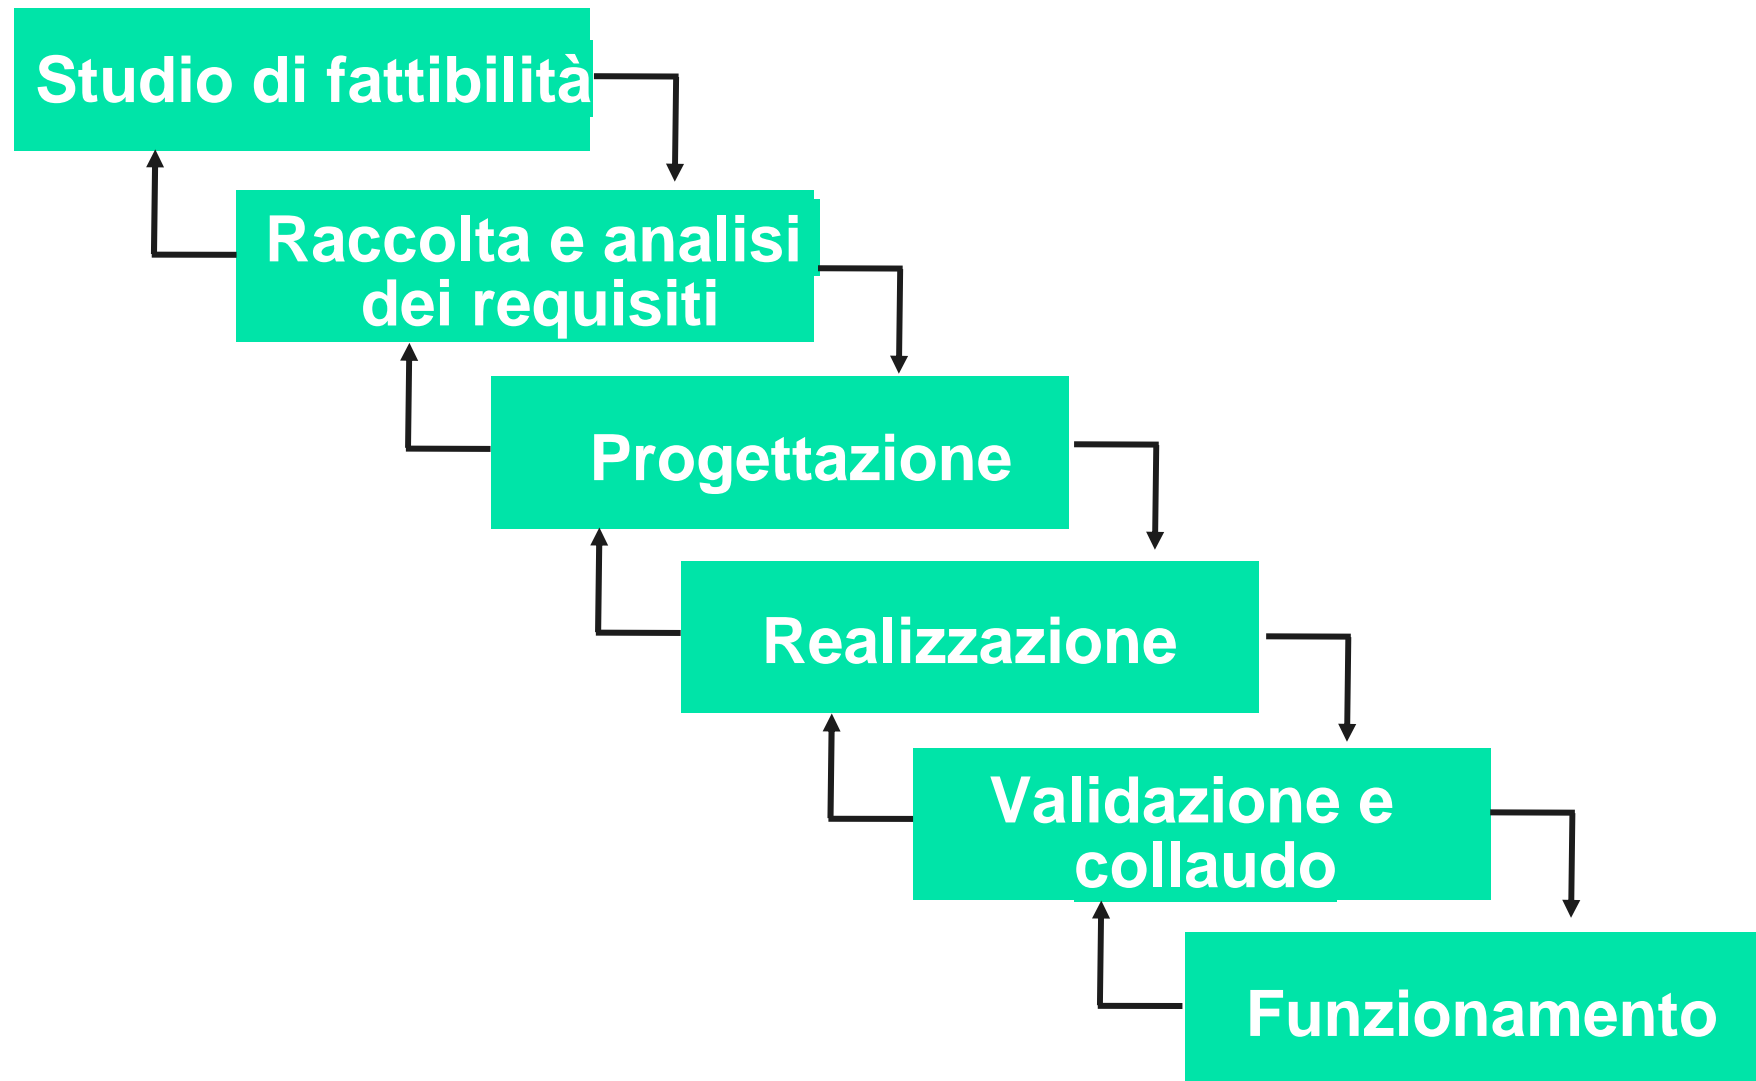 Studio di fattibilità
Raccolta e analisi
dei requisiti
Progettazione
Realizzazione
Validazione e
collaudo
Funzionamento